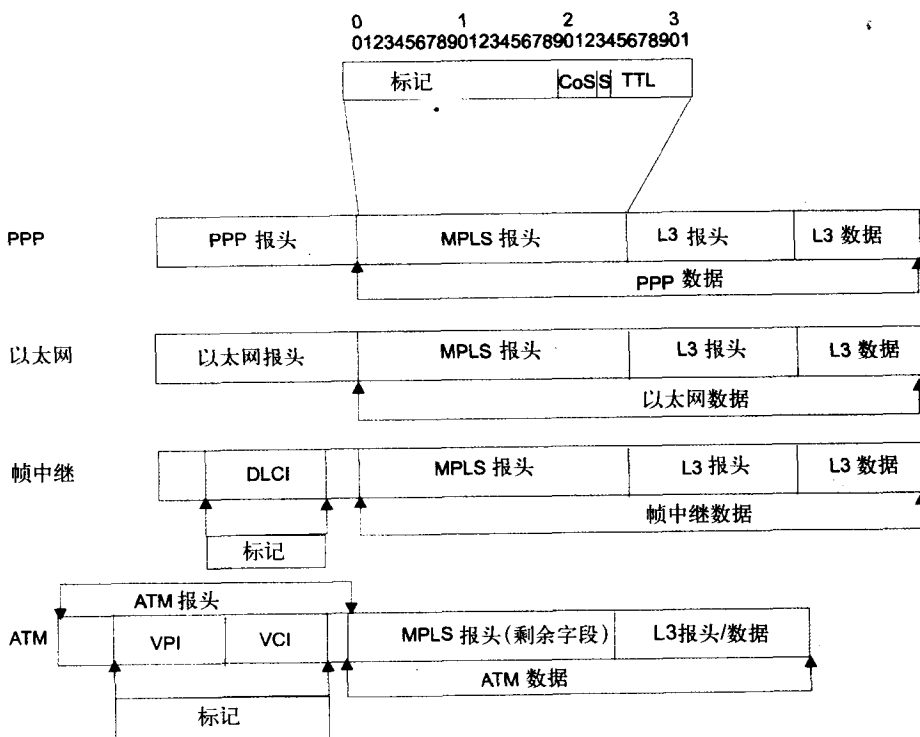 0 1 2 3
01234567890123456789012345678901
标记 CoS S TTL
PPP PPP 报头 MPLS 报头 L3 报头 L3 数据
PPP 数据
以太网 以太网报头 MPLS 报头 L3 报头 L3 数据
以太网数据
帧中继 DLCI MPLS 报头 L3 报头 L3 数据
帧中继数据
标记
ATM 报头
ATM VPI VCI MPLS 报头(剩余字段) L3报头/数据
ATM 数据
标记